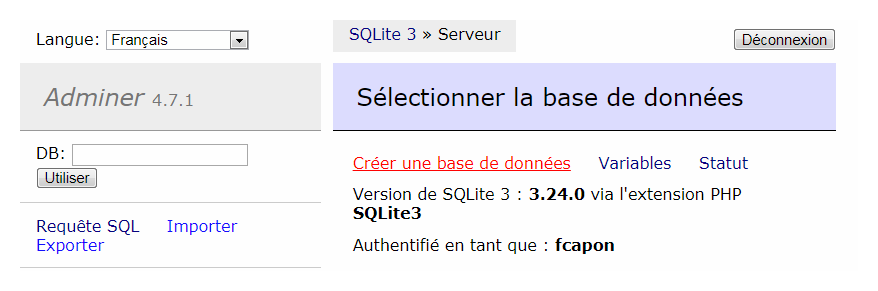 Langue: Français
SQLite 3 » Serveur
Déconnexion
Adminer 4.7.1
Sélectionner la base de données
DB:
Utiliser
Requête SQL Importer
Exporter
Créer une base de données Variables Statut
Version de SQLite 3 : 3.24.0 via l'extension PHP
SQLite3
Authentifié en tant que : fcapon